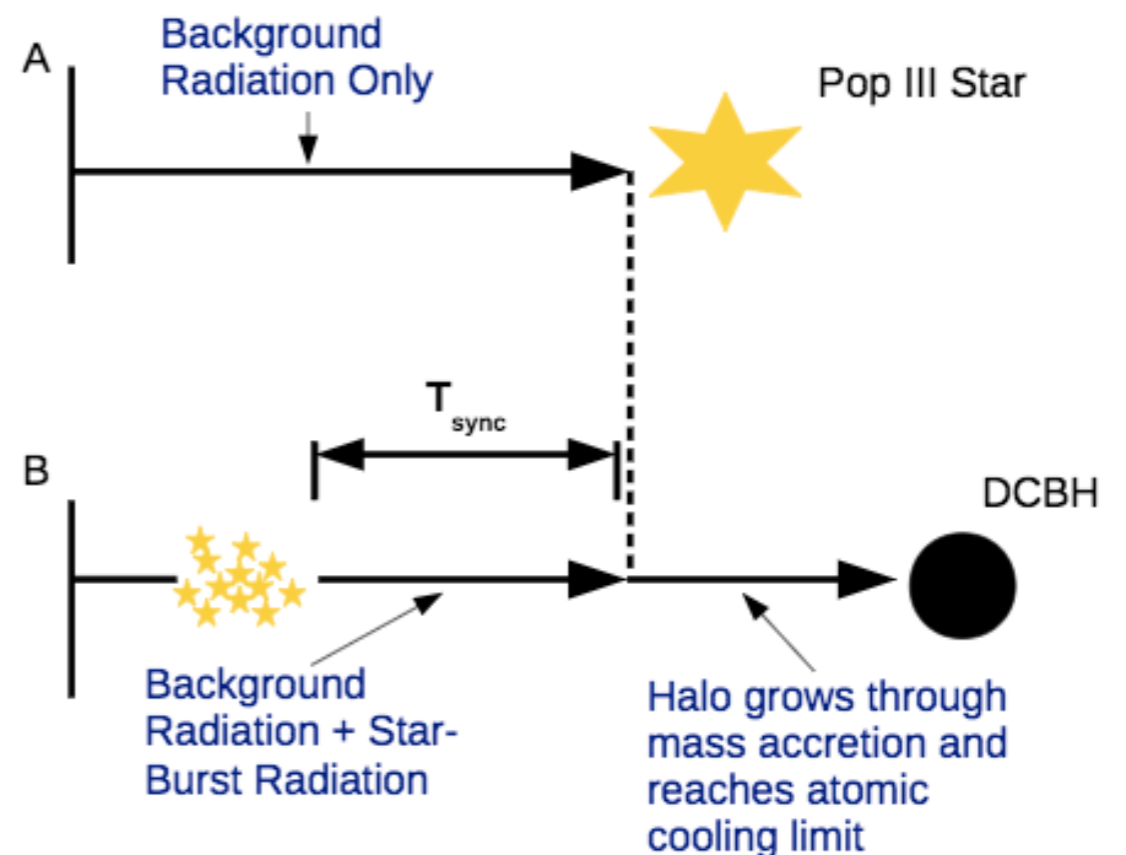 A
Background
Radiation Only
Pop III Star
T
sync
B
DCBH
Background
Radiation + Star-
Burst Radiation
Halo grows through
mass accretion and
reaches atomic
cooling limit